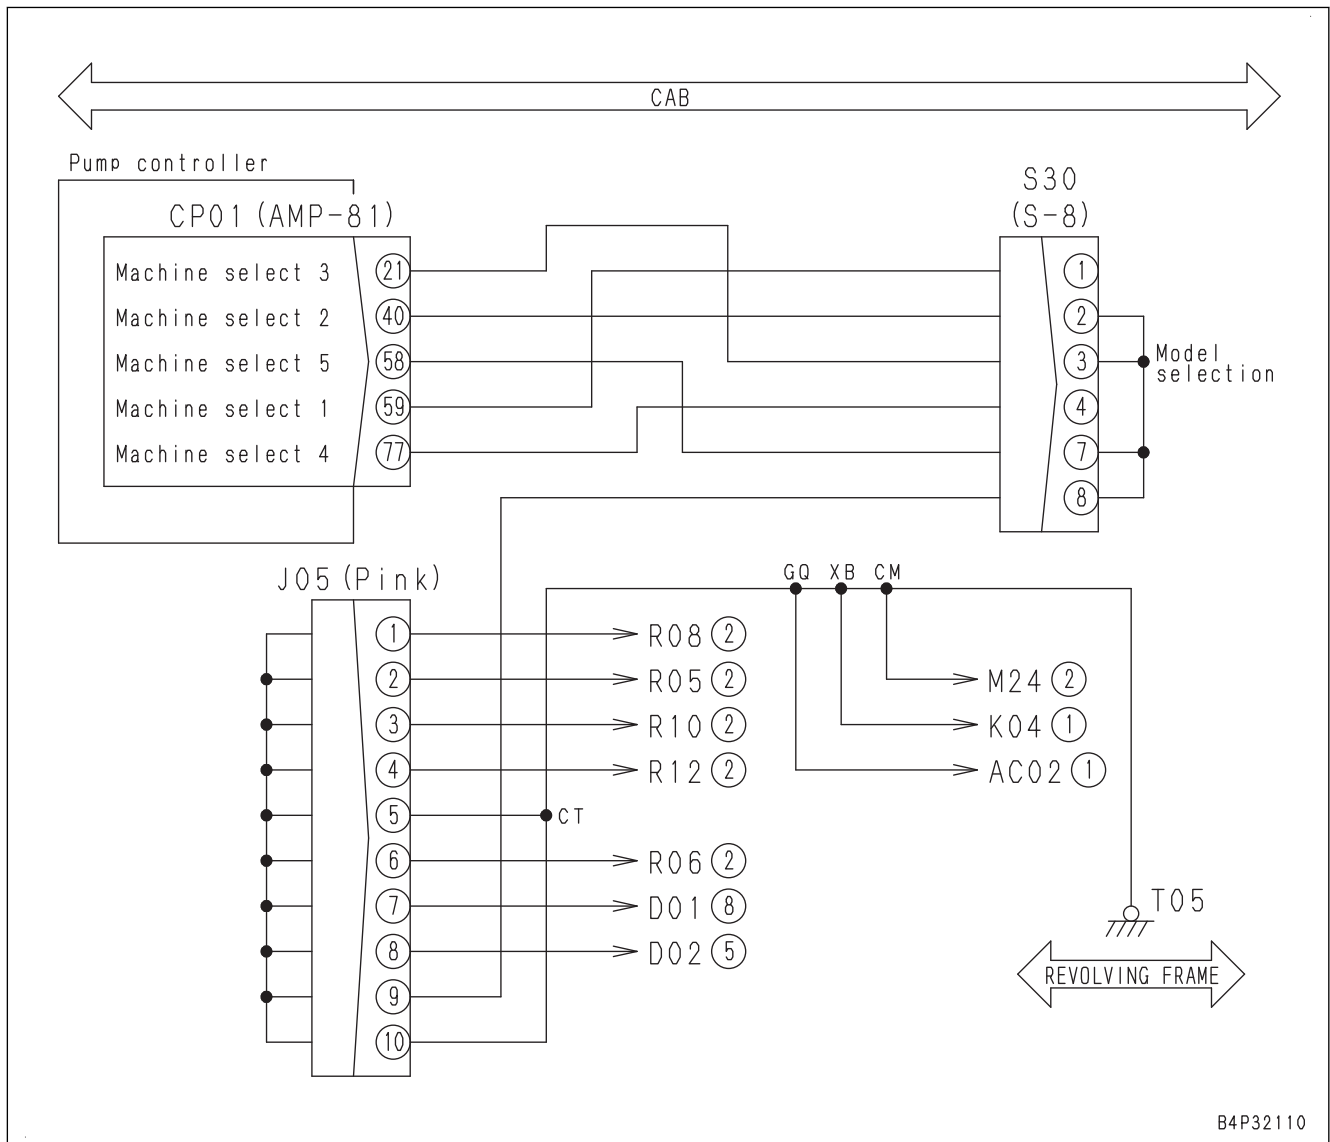 CAB
Pump controller
CP01 (AMP-81)
Machine select 3 21
Machine select 2 40
Machine select 5 58
Machine select 1 59
Machine select 4 77
S30
(S-8)
1
2
3
4
7
8
Model
selection
J05 (Pink)
1 R08 2
2 R05 2
3 R10 2
4 R12 2
5 CT
6 R06 2
7 D01 8
8 D02 5
9
10
GQ XB CM
M24 2
K04 1
AC02 1
T05
REVOLVING FRAME
B4P32110